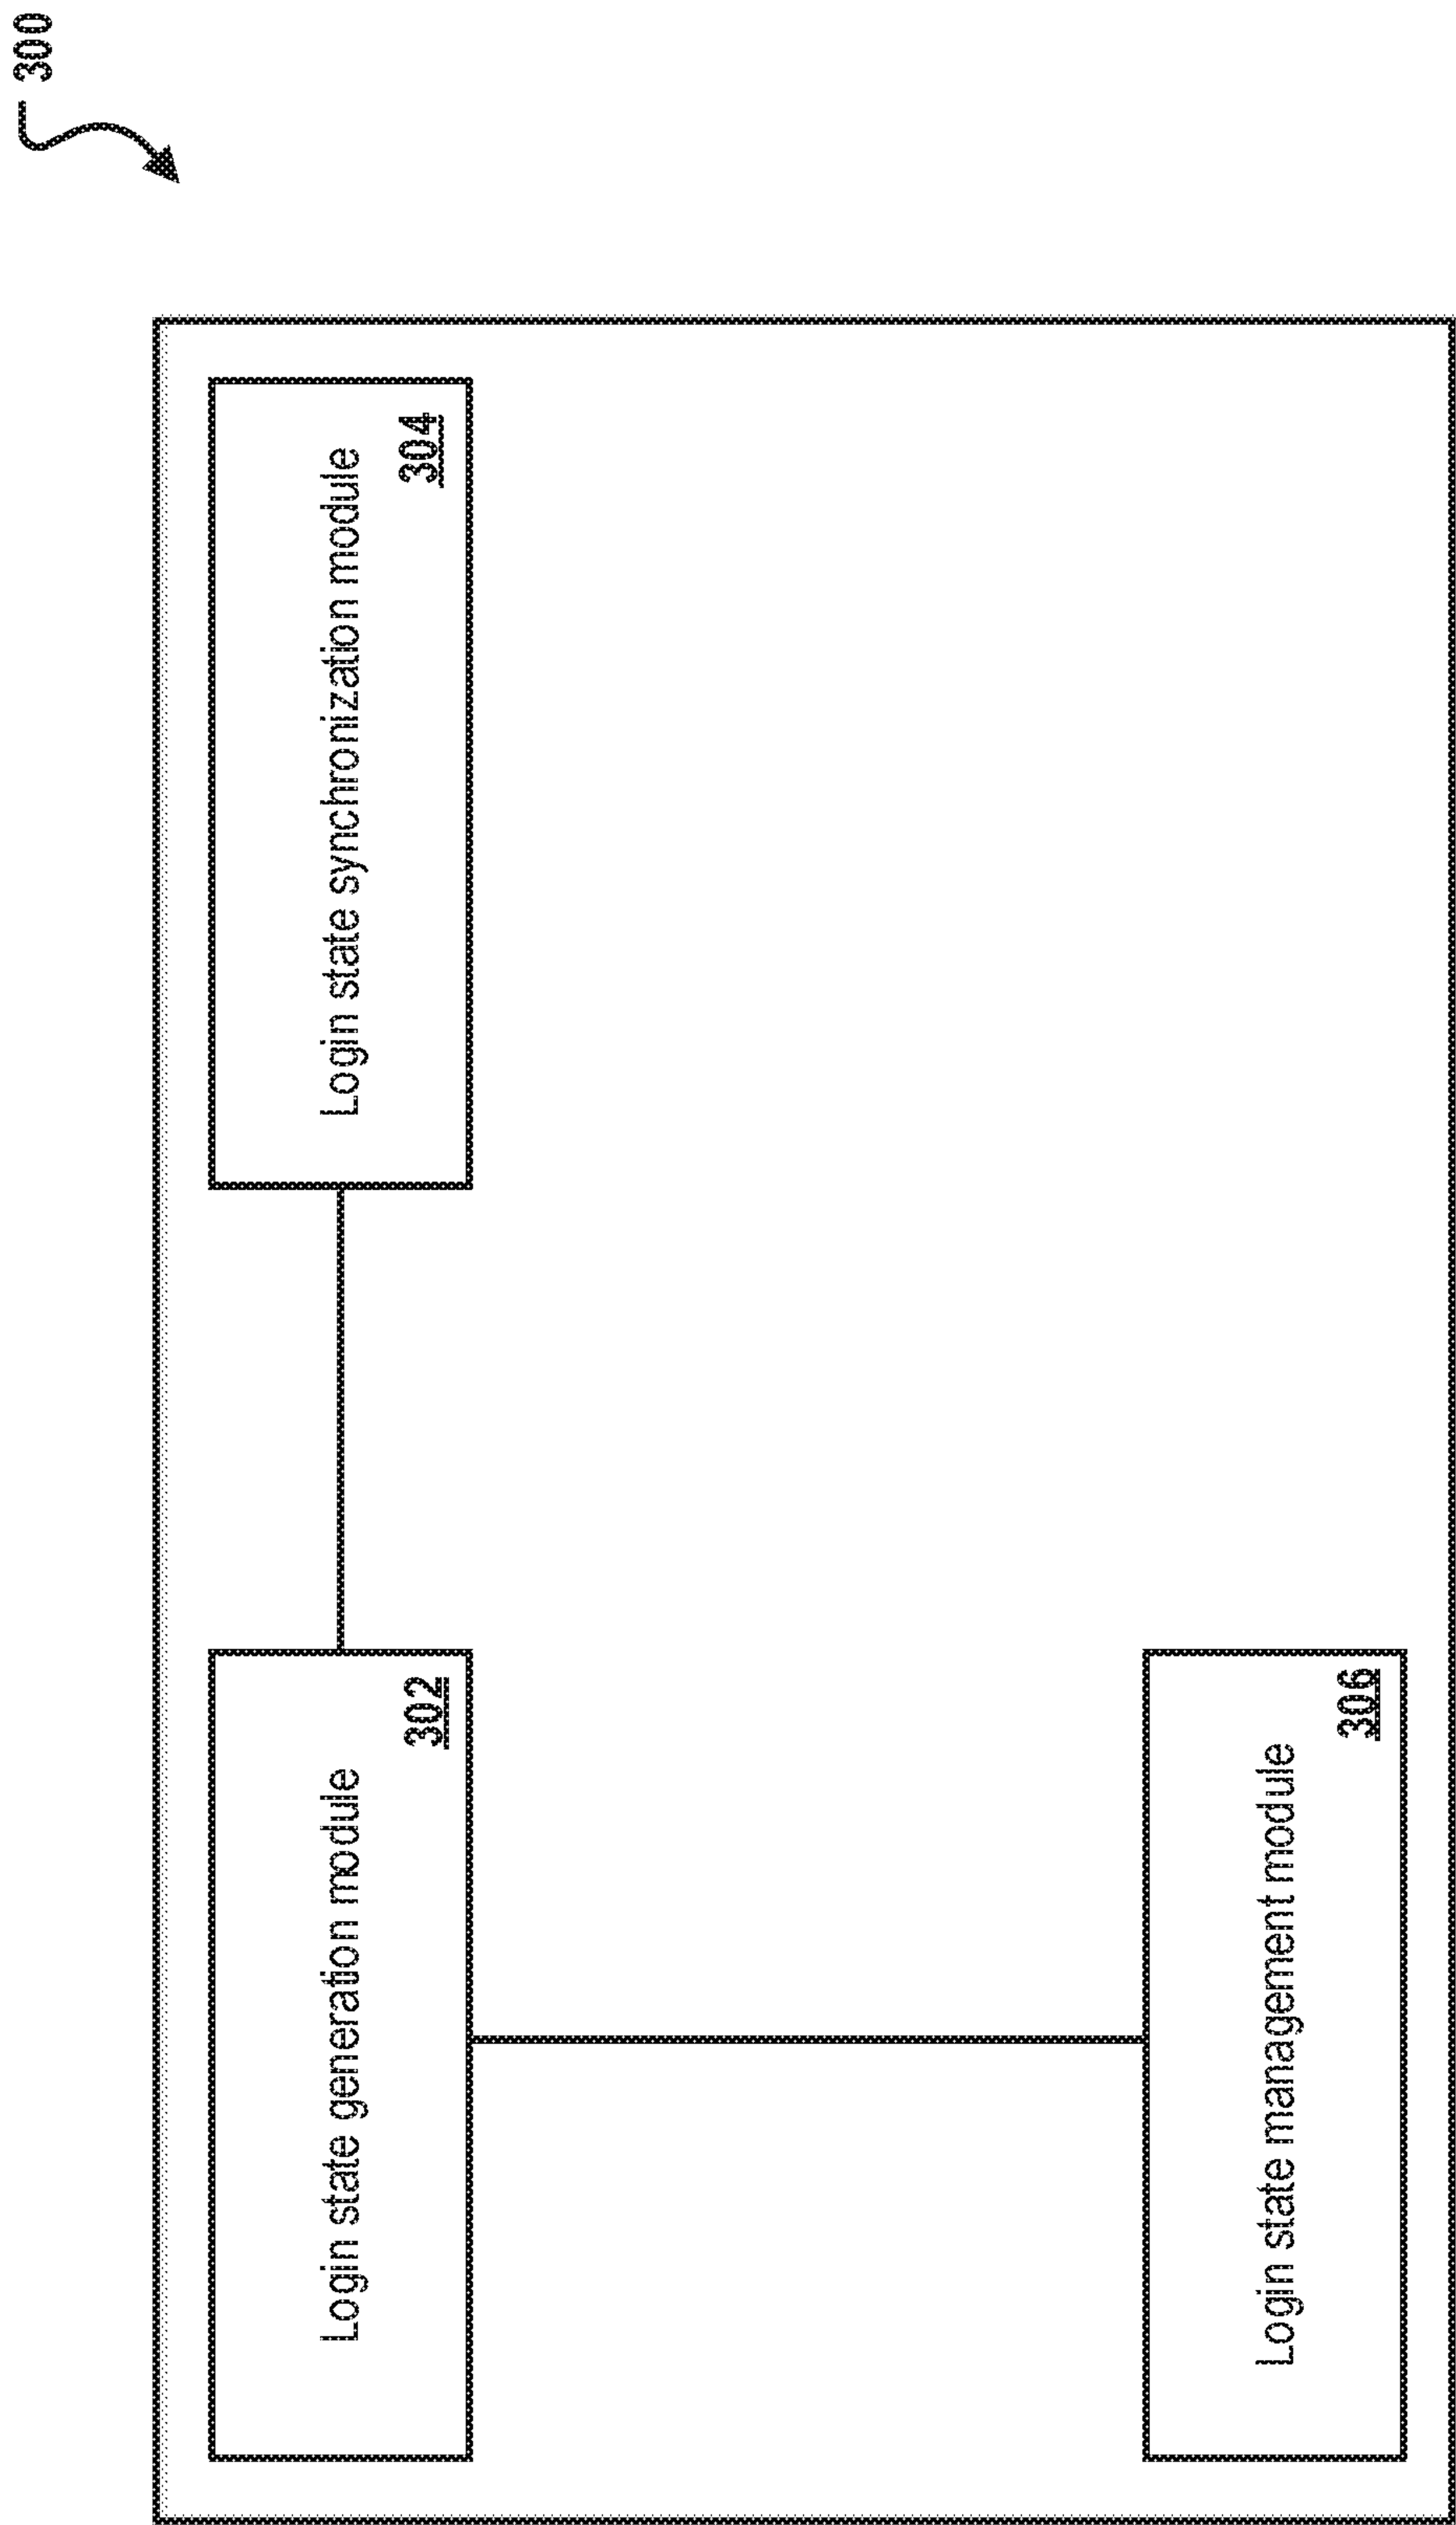 300
Login state generation module
302
Login state synchronization module
304
Login state management module
306